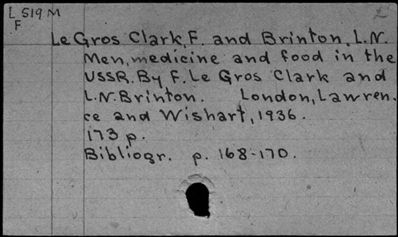 L 519 M
F
Le Gros Clark, F. and Brinton, L.N.
Men, medicine and food in the
USSR. By F. Le Gros Clark and
L.N. Brinton. London, Lawren.
ce and Wishart, 1936.
173 p.
Bibliogr. p. 168-170.